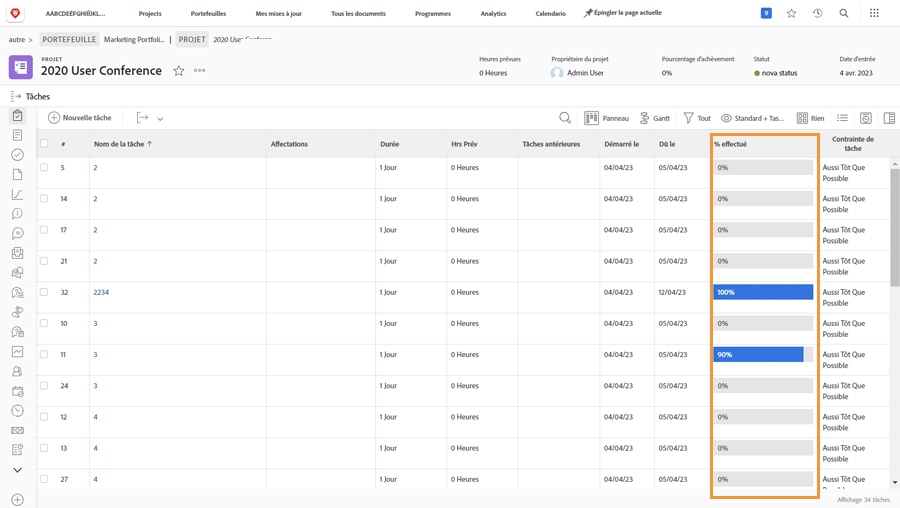 AÁBCDEÉFGHIÍJKL... Projects Portefeuilles Mes mises à jour Tous les documents Programmes Analytics Calendario Épingler la page actuelle 9
autre > PORTEFEUILLE Marketing Portfoli... | PROJET 2020 User Conference
PROJET
2020 User Conference
Heures prévues Propriétaire du projet Pourcentage d'achèvement Statut Date d'entrée
0 Heures Admin User 0% nova status 4 avr. 2023
Tâches
Nouvelle tâche Panneau Gantt Tout Standard + Tas... Rien
# Nom de la tâche ↑ Affectations Durée Hrs Prév Tâches antérieures Démarré le Dû le % effectué Contrainte de tâche
5 2 1 Jour 0 Heures 04/04/23 05/04/23 0% Aussi Tôt Que Possible
14 2 1 Jour 0 Heures 04/04/23 05/04/23 0% Aussi Tôt Que Possible
17 2 1 Jour 0 Heures 04/04/23 05/04/23 0% Aussi Tôt Que Possible
21 2 1 Jour 0 Heures 04/04/23 05/04/23 0% Aussi Tôt Que Possible
32 2234 1 Jour 0 Heures 04/04/23 12/04/23 100% Aussi Tôt Que Possible
10 3 1 Jour 0 Heures 04/04/23 05/04/23 0% Aussi Tôt Que Possible
11 3 1 Jour 0 Heures 04/04/23 05/04/23 90% Aussi Tôt Que Possible
24 3 1 Jour 0 Heures 04/04/23 05/04/23 0% Aussi Tôt Que Possible
12 4 1 Jour 0 Heures 04/04/23 05/04/23 0% Aussi Tôt Que Possible
13 4 1 Jour 0 Heures 04/04/23 05/04/23 0% Aussi Tôt Que Possible
27 4 1 Jour 0 Heures 04/04/23 05/04/23 0% Aussi Tôt Que Possible
Affichage 34 tâches